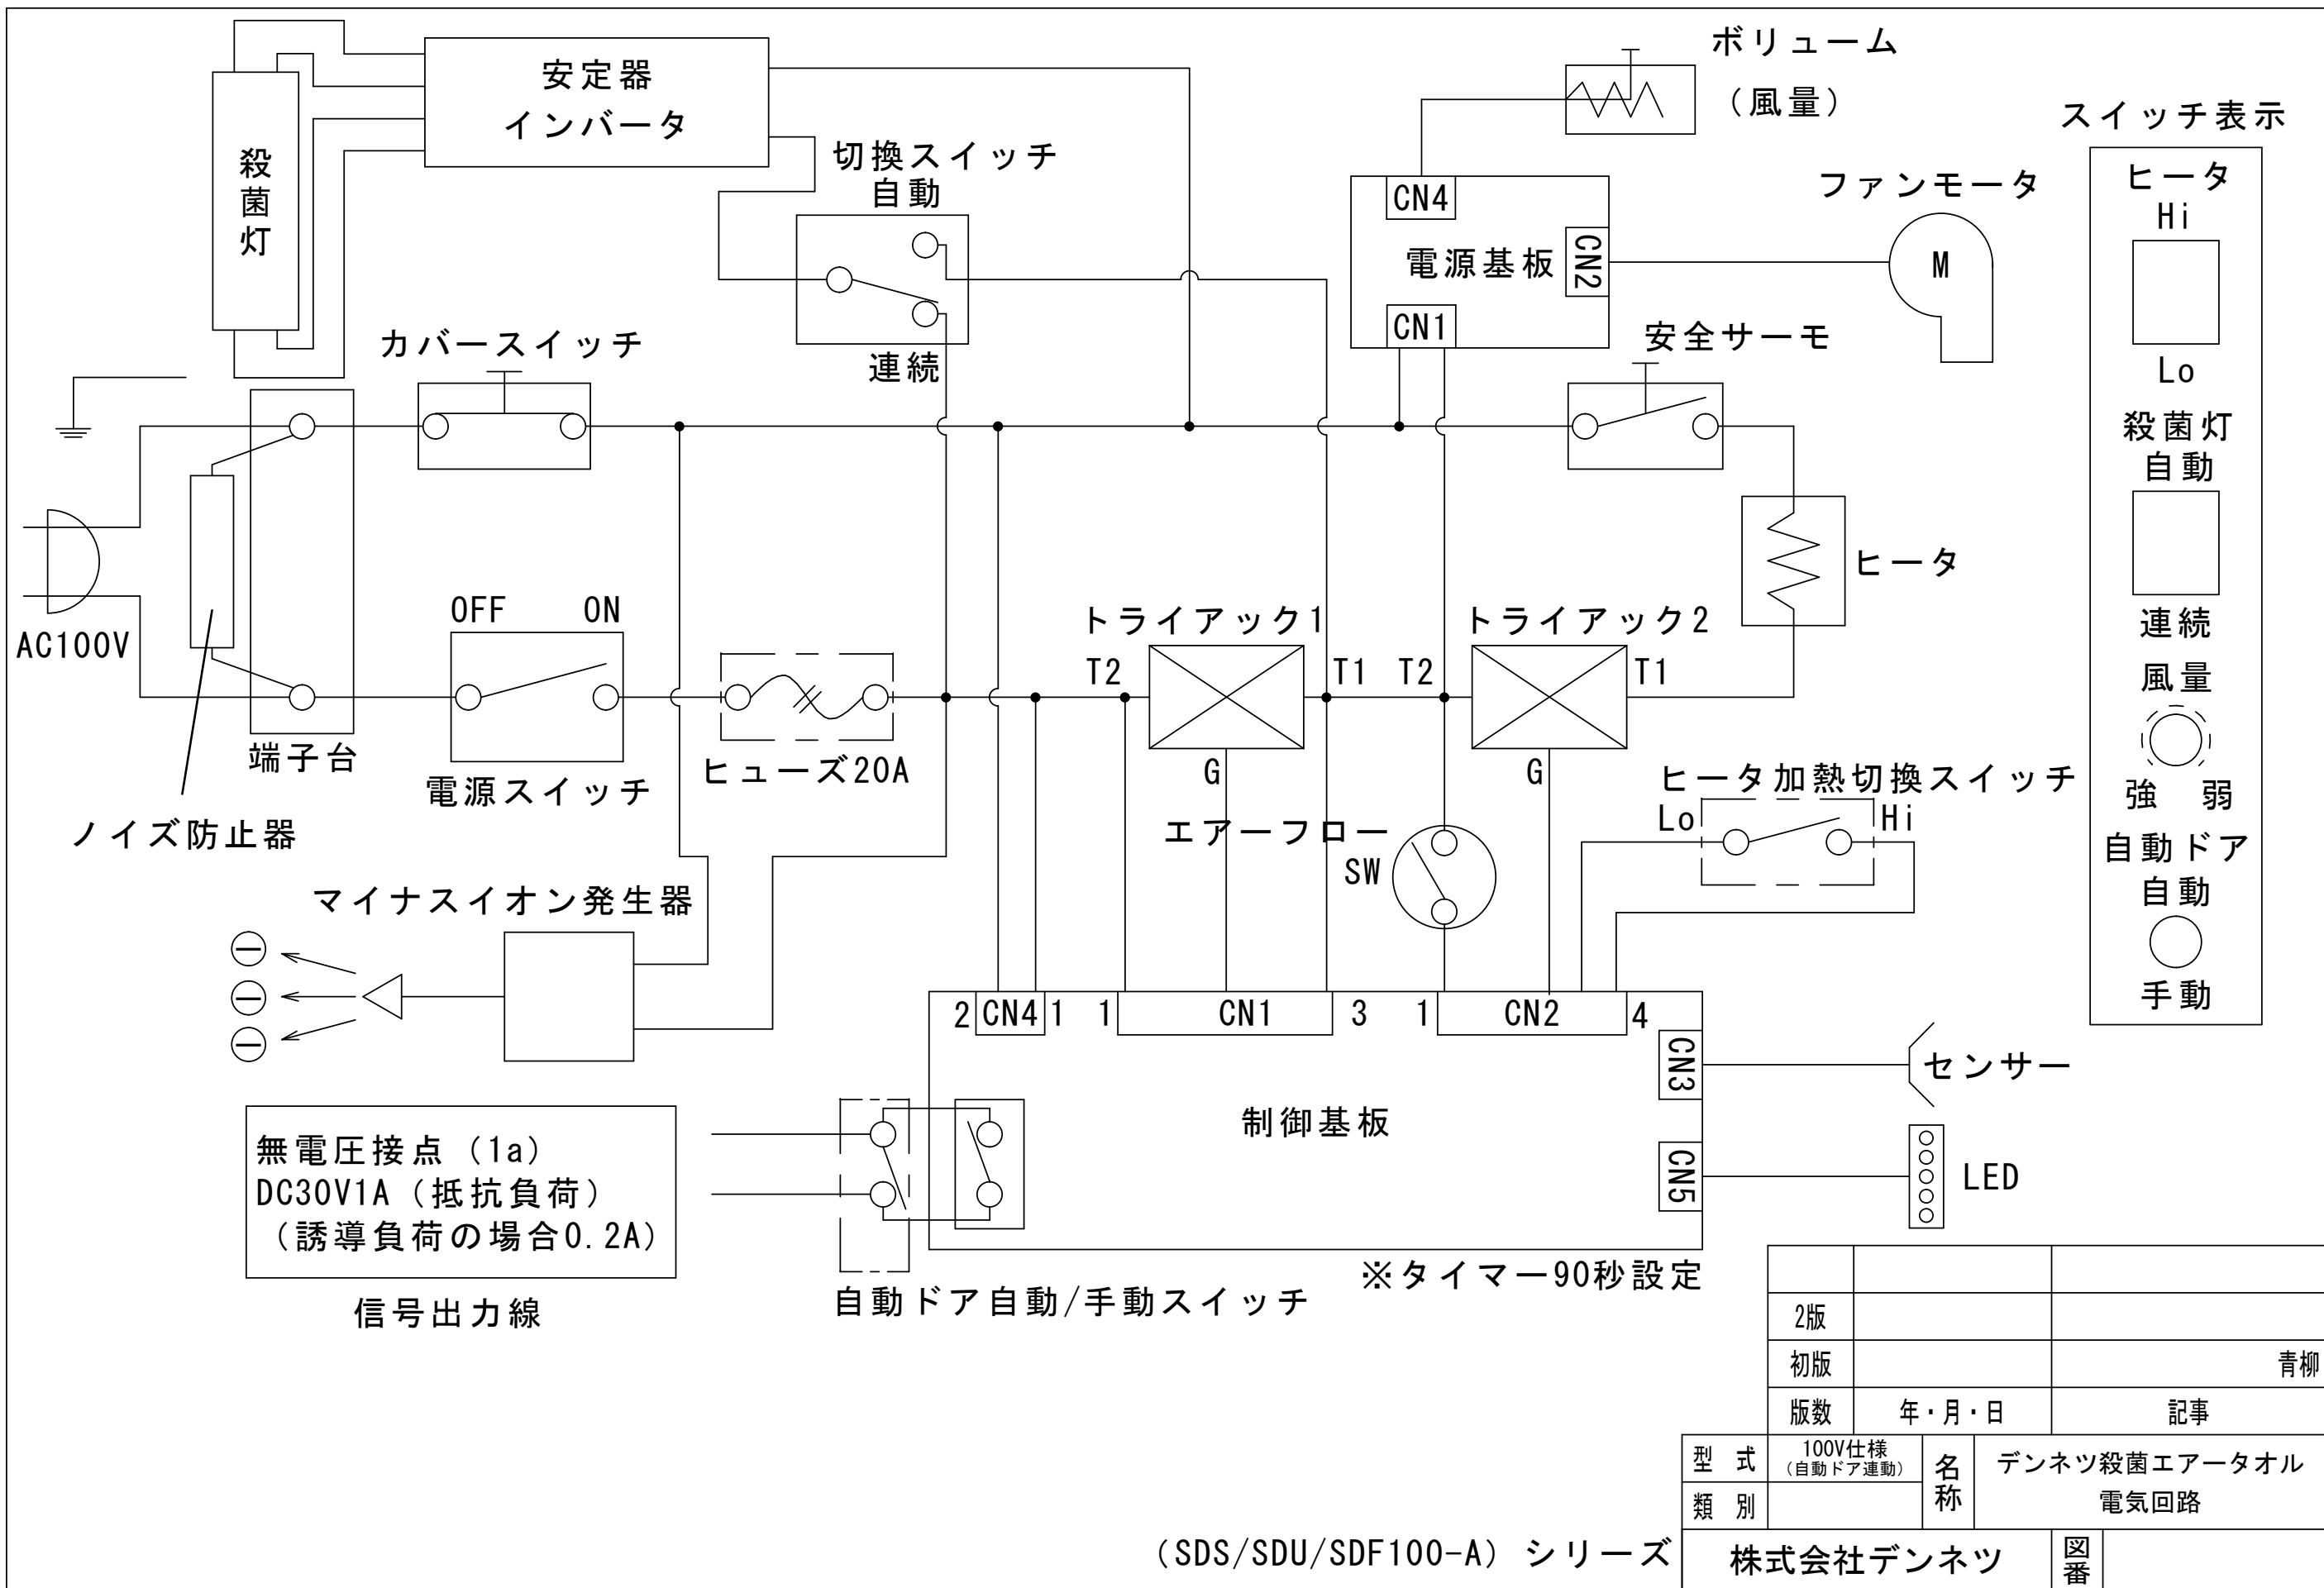 安定器
インバータ
殺菌灯
切換スイッチ
自動
連続
ボリューム
（風量）
CN4
電源基板
CN2
CN1
ファンモータ
M
安全サーモ
カバースイッチ
AC100V
端子台
ノイズ防止器
OFF ON
電源スイッチ
ヒューズ20A
トライアック1
T2 T1
G
トライアック2
T2 T1
G
ヒータ
エアーフロー
SW
ヒータ加熱切換スイッチ
Lo Hi
マイナスイオン発生器
2 CN4 1 1 CN1 3 1 CN2 4
CN3
センサー
制御基板
CN5
LED
※タイマー90秒設定
自動ドア自動/手動スイッチ
無電圧接点（1a）
DC30V1A（抵抗負荷）
（誘導負荷の場合0.2A）
信号出力線
スイッチ表示
ヒータ
Hi
Lo
殺菌灯
自動
連続
風量
強 弱
自動ドア
自動
手動
2版
初版 青柳
版数 年・月・日 記事
型 式 100V仕様
（自動ドア連動）
類 別
名称
デンネツ殺菌エアータオル
電気回路
（SDS/SDU/SDF100-A）シリーズ
株式会社デンネツ
図番